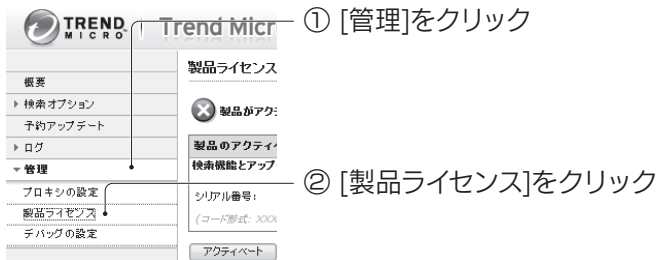 TREND MICRO
Trend Micr
① [管理]をクリック
製品ライセンス
概要
検索オプション
製品がアク
予約アップデート
ログ
製品のアクティ
管理
検索機能とアップ
プロキシの設定
② [製品ライセンス]をクリック
シリアル番号:
製品ライセンス
(コード形式: XXX
デバッグの設定
アクティベート